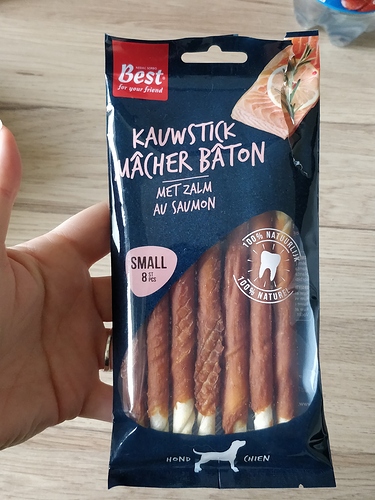 Best
for your friend
KAUWSTICK
MÂCHER BÂTON
MET ZALM
AU SAUMON
SMALL
8 ST
PCS
100% NATUURLIJK
100% NATUREL
HOND CHIEN